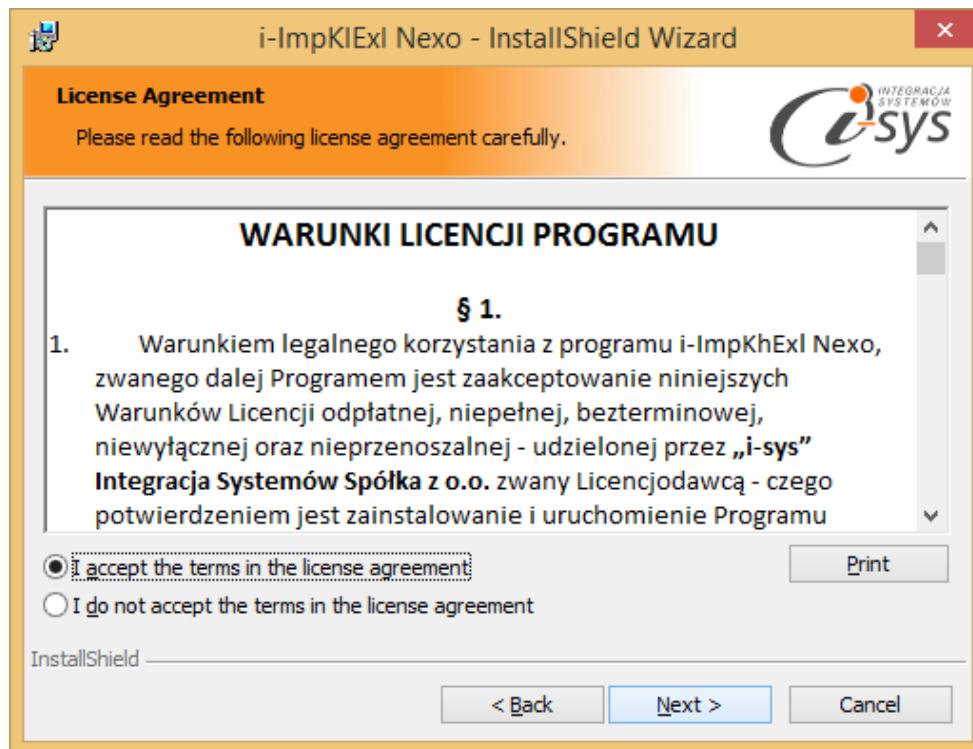 i-ImpKlExl Nexo - InstallShield Wizard
License Agreement
Please read the following license agreement carefully.
INTEGRACJA
SYSTEMÓW
i-sys
WARUNKI LICENCJI PROGRAMU
§ 1.
1. Warunkiem legalnego korzystania z programu i-ImpKhExl Nexo,
zwanego dalej Programem jest zaakceptowanie niniejszych
Warunków Licencji odpłatnej, niepełnej, bezterminowej,
niewyłącznej oraz nieprzenoszalnej - udzielonej przez „i-sys”
Integracja Systemów Spółka z o.o. zwany Licencjodawcą - czego
potwierdzeniem jest zainstalowanie i uruchomienie Programu
I accept the terms in the license agreement
Print
I do not accept the terms in the license agreement
InstallShield
< Back
Next >
Cancel